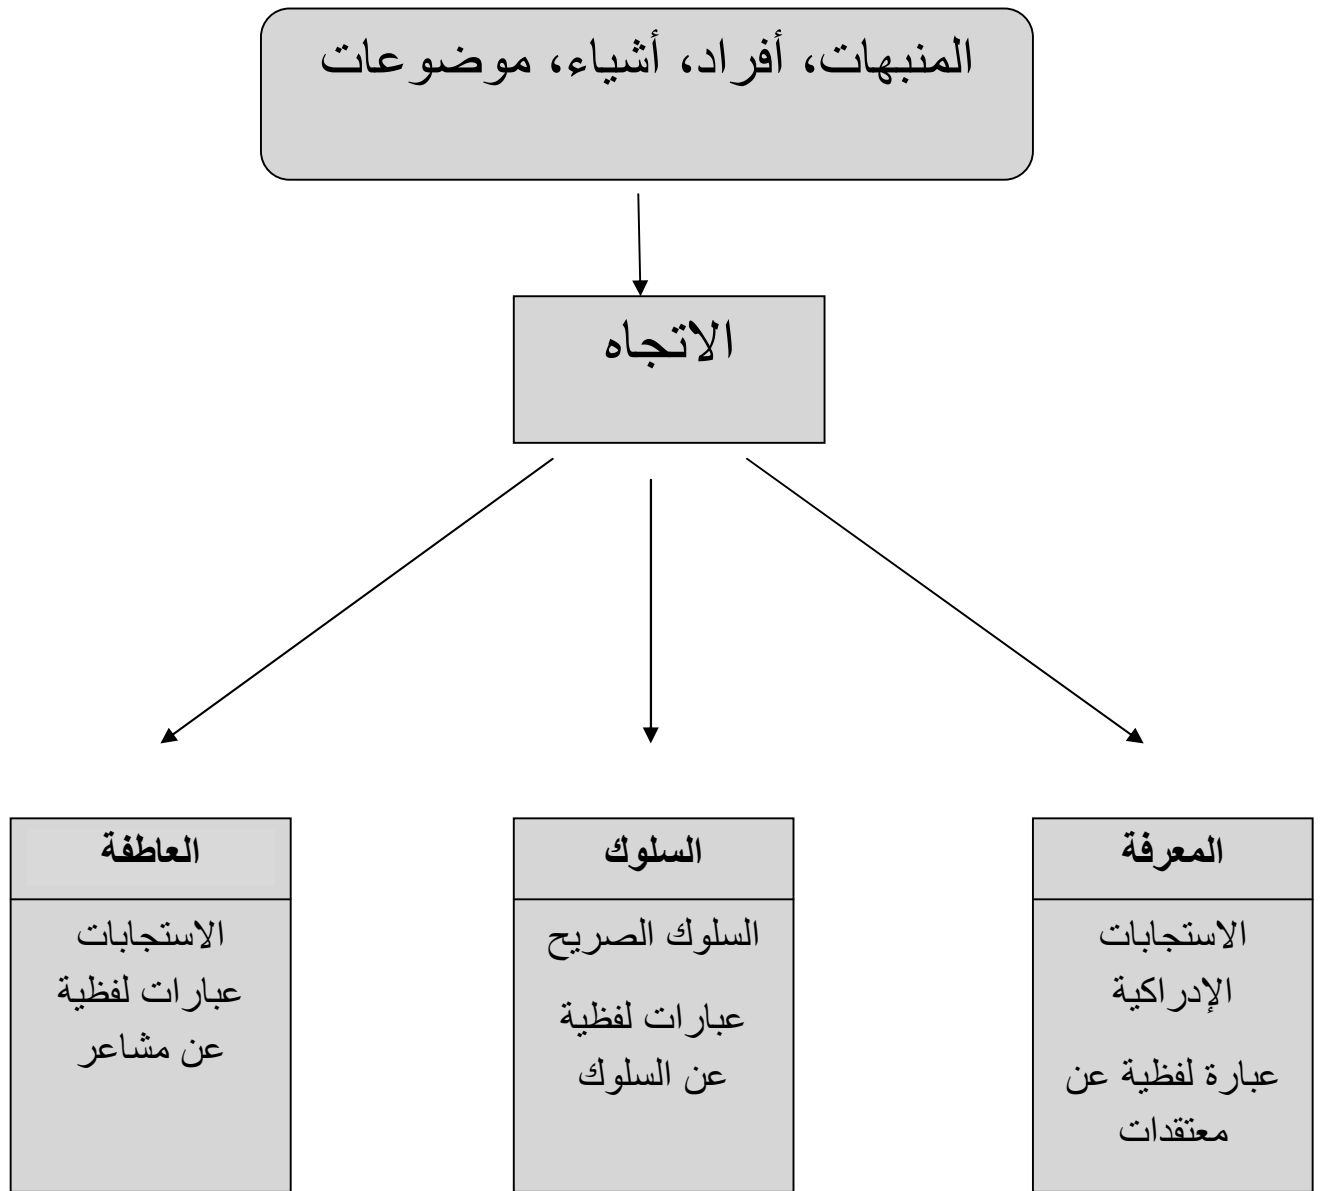 المنبهات، أفراد، أشياء، موضوعات
الاتجاه
المعرفة
الاستجابات
الإدراكية
عبارة لفظية عن
معتقدات
السلوك
السلوك الصريح
عبارات لفظية
عن السلوك
العاطفة
الاستجابات
عبارات لفظية
عن مشاعر